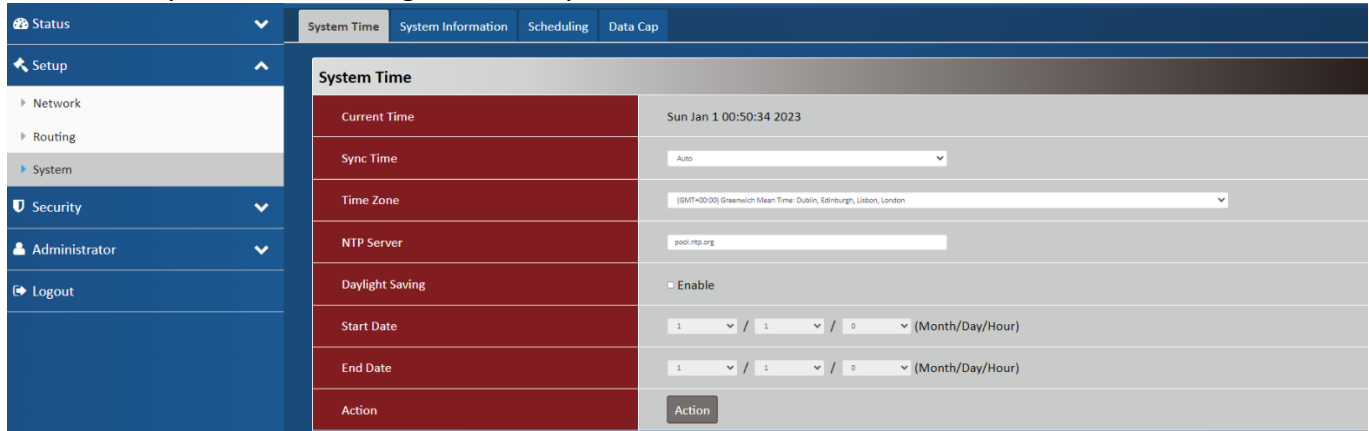 Status
System Time System Information Scheduling Data Cap
Setup
System Time
Network
Current Time Sun Jan 1 00:50:34 2023
Routing
Sync Time Auto
System
Time Zone (GMT+00:00) Greenwich Mean Time: Dublin, Edinburgh, Lisbon, London
Security
NTP Server pool.ntp.org
Administrator
Daylight Saving Enable
Logout
Start Date 1 / 1 / 0 (Month/Day/Hour)
End Date 1 / 1 / 0 (Month/Day/Hour)
Action Action